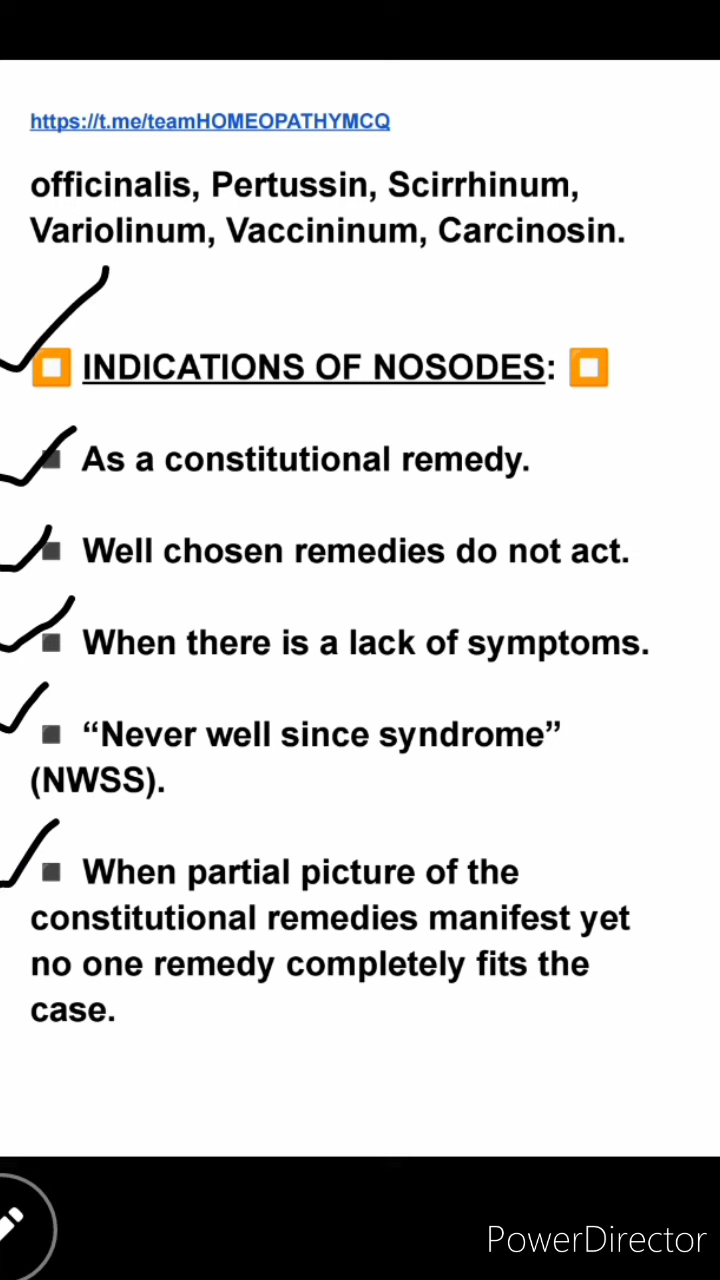 https://t.me/teamHOMEOPATHYMCQ
officinalis, Pertussin, Scirrhinum,
Variolinum, Vaccininum, Carcinosin.
INDICATIONS OF NOSODES:
As a constitutional remedy.
Well chosen remedies do not act.
When there is a lack of symptoms.
“Never well since syndrome”
(NWSS).
When partial picture of the
constitutional remedies manifest yet
no one remedy completely fits the
case.
PowerDirector